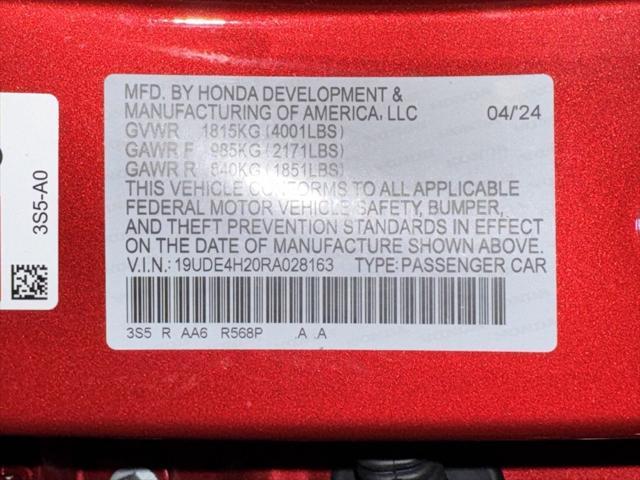 MFD. BY HONDA DEVELOPMENT &
MANUFACTURING OF AMERICA, LLC 04/'24
GVWR 1815KG (4001LBS)
GAWR F 985KG (2171LBS)
GAWR R 840KG (1851LBS)
THIS VEHICLE CONFORMS TO ALL APPLICABLE
FEDERAL MOTOR VEHICLE SAFETY, BUMPER,
AND THEFT PREVENTION STANDARDS IN EFFECT
ON THE DATE OF MANUFACTURE SHOWN ABOVE.
V.I.N.: 19UDE4H20RA028163 TYPE: PASSENGER CAR
3S5 R AA6 R568P .A .A
3S5-A0